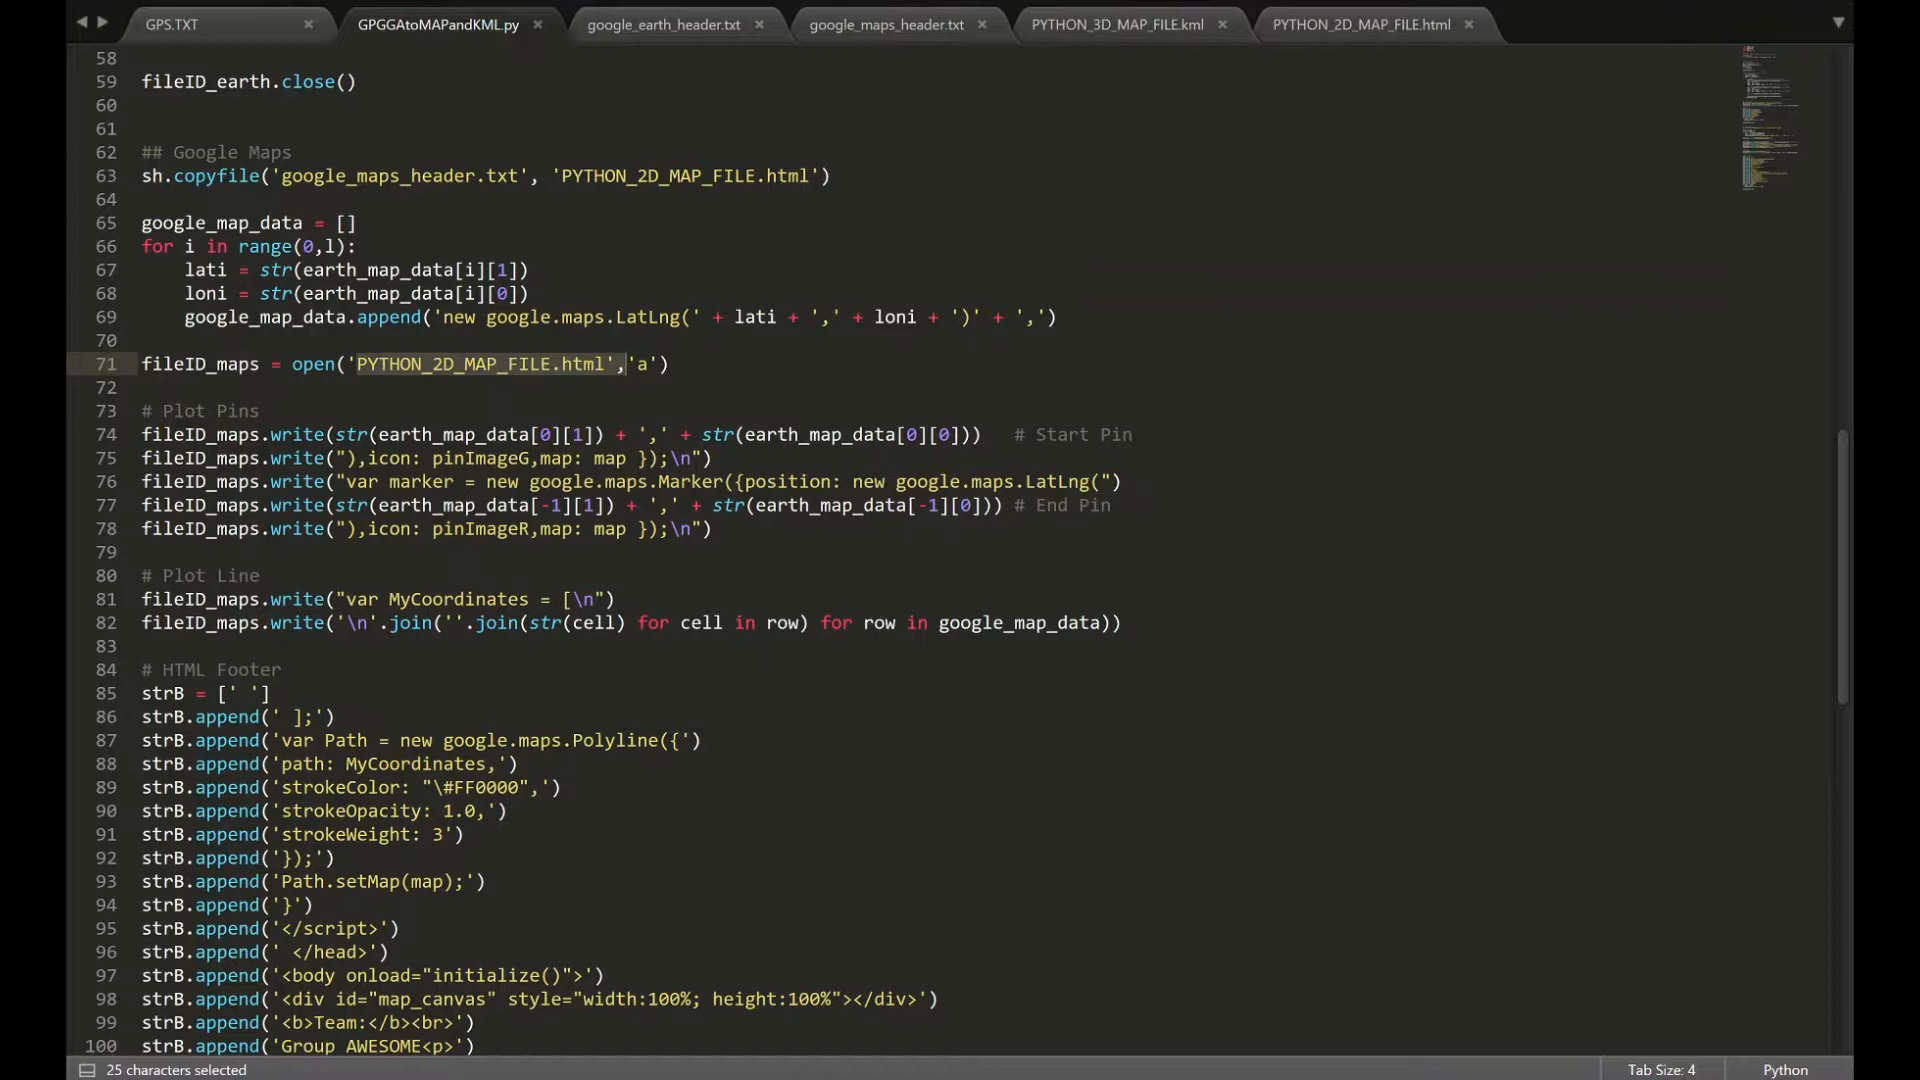 GPS.TXT × GPGGAtoMAPandKML.py × google_earth_header.txt × google_maps_header.txt × PYTHON_3D_MAP_FILE.kml × PYTHON_2D_MAP_FILE.html ×
58
59 fileID_earth.close()
60
61
62 ## Google Maps
63 sh.copyfile('google_maps_header.txt', 'PYTHON_2D_MAP_FILE.html')
64
65 google_map_data = []
66 for i in range(0,l):
67     lati = str(earth_map_data[i][1])
68     loni = str(earth_map_data[i][0])
69     google_map_data.append('new google.maps.LatLng(' + lati + ',' + loni + ')' + ',')
70
71 fileID_maps = open('PYTHON_2D_MAP_FILE.html','a')
72
73 # Plot Pins
74 fileID_maps.write(str(earth_map_data[0][1]) + ',' + str(earth_map_data[0][0]))   # Start Pin
75 fileID_maps.write("),icon: pinImageG,map: map });\n")
76 fileID_maps.write("var marker = new google.maps.Marker({position: new google.maps.LatLng(")
77 fileID_maps.write(str(earth_map_data[-1][1]) + ',' + str(earth_map_data[-1][0])) # End Pin
78 fileID_maps.write("),icon: pinImageR,map: map });\n")
79
80 # Plot Line
81 fileID_maps.write("var MyCoordinates = [\n")
82 fileID_maps.write('\n'.join(''.join(str(cell) for cell in row) for row in google_map_data))
83
84 # HTML Footer
85 strB = [' ']
86 strB.append(' ];')
87 strB.append('var Path = new google.maps.Polyline({')
88 strB.append('path: MyCoordinates,')
89 strB.append('strokeColor: "\#FF0000",')
90 strB.append('strokeOpacity: 1.0,')
91 strB.append('strokeWeight: 3')
92 strB.append('});')
93 strB.append('Path.setMap(map);')
94 strB.append('}')
95 strB.append('</script>')
96 strB.append(' </head>')
97 strB.append('<body onload="initialize()">')
98 strB.append('<div id="map_canvas" style="width:100%; height:100%"></div>')
99 strB.append('<b>Team:</b><br>')
100 strB.append('Group AWESOME<p>')
25 characters selected Tab Size: 4 Python